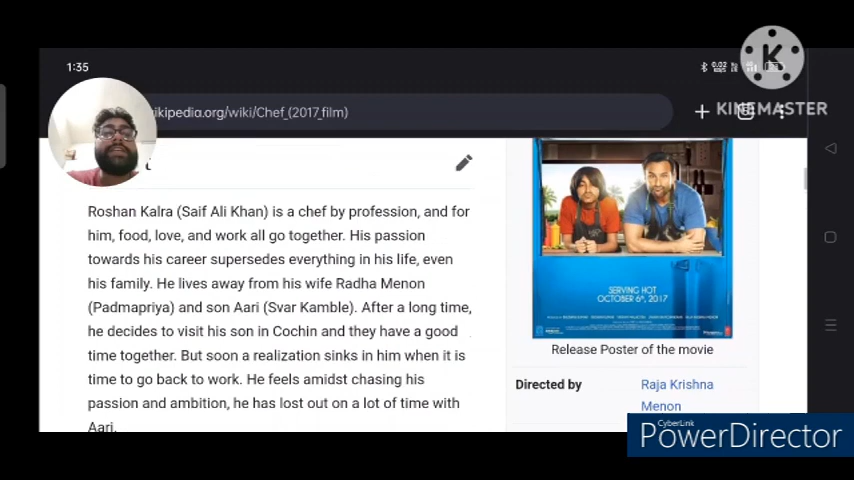 1:35
0.02
KINEMASTER
ikipedia.org/wiki/Chef_(2017_film)
Roshan Kalra (Saif Ali Khan) is a chef by profession, and for
him, food, love, and work all go together. His passion
towards his career supersedes everything in his life, even
his family. He lives away from his wife Radha Menon
(Padmapriya) and son Aari (Svar Kamble). After a long time,
he decides to visit his son in Cochin and they have a good
time together. But soon a realization sinks in him when it is
time to go back to work. He feels amidst chasing his
passion and ambition, he has lost out on a lot of time with
Aari.
SERVING HOT
OCTOBER 6th, 2017
Release Poster of the movie
Directed by
Raja Krishna
Menon
CyberLink
PowerDirector